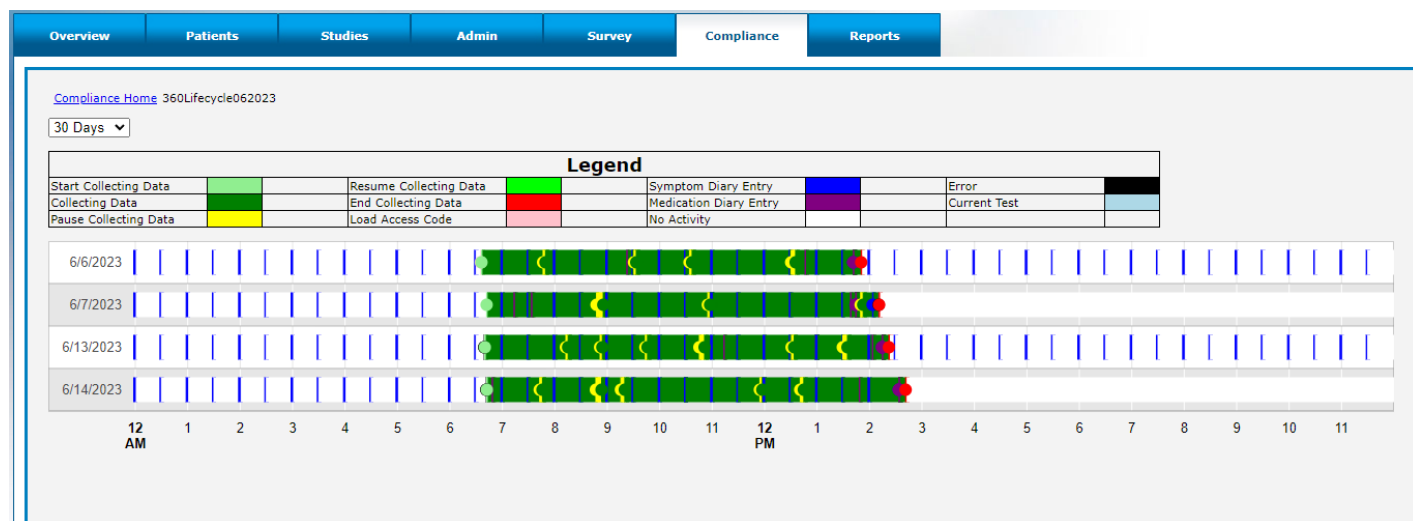 Overview Patients Studies Admin Survey Compliance Reports
Compliance Home 360Lifecycle062023
30 Days
Legend
Start Collecting Data Resume Collecting Data Symptom Diary Entry Error
Collecting Data End Collecting Data Medication Diary Entry Current Test
Pause Collecting Data Load Access Code No Activity
6/6/2023
6/7/2023
6/13/2023
6/14/2023
12 1 2 3 4 5 6 7 8 9 10 11 12 1 2 3 4 5 6 7 8 9 10 11
AM PM